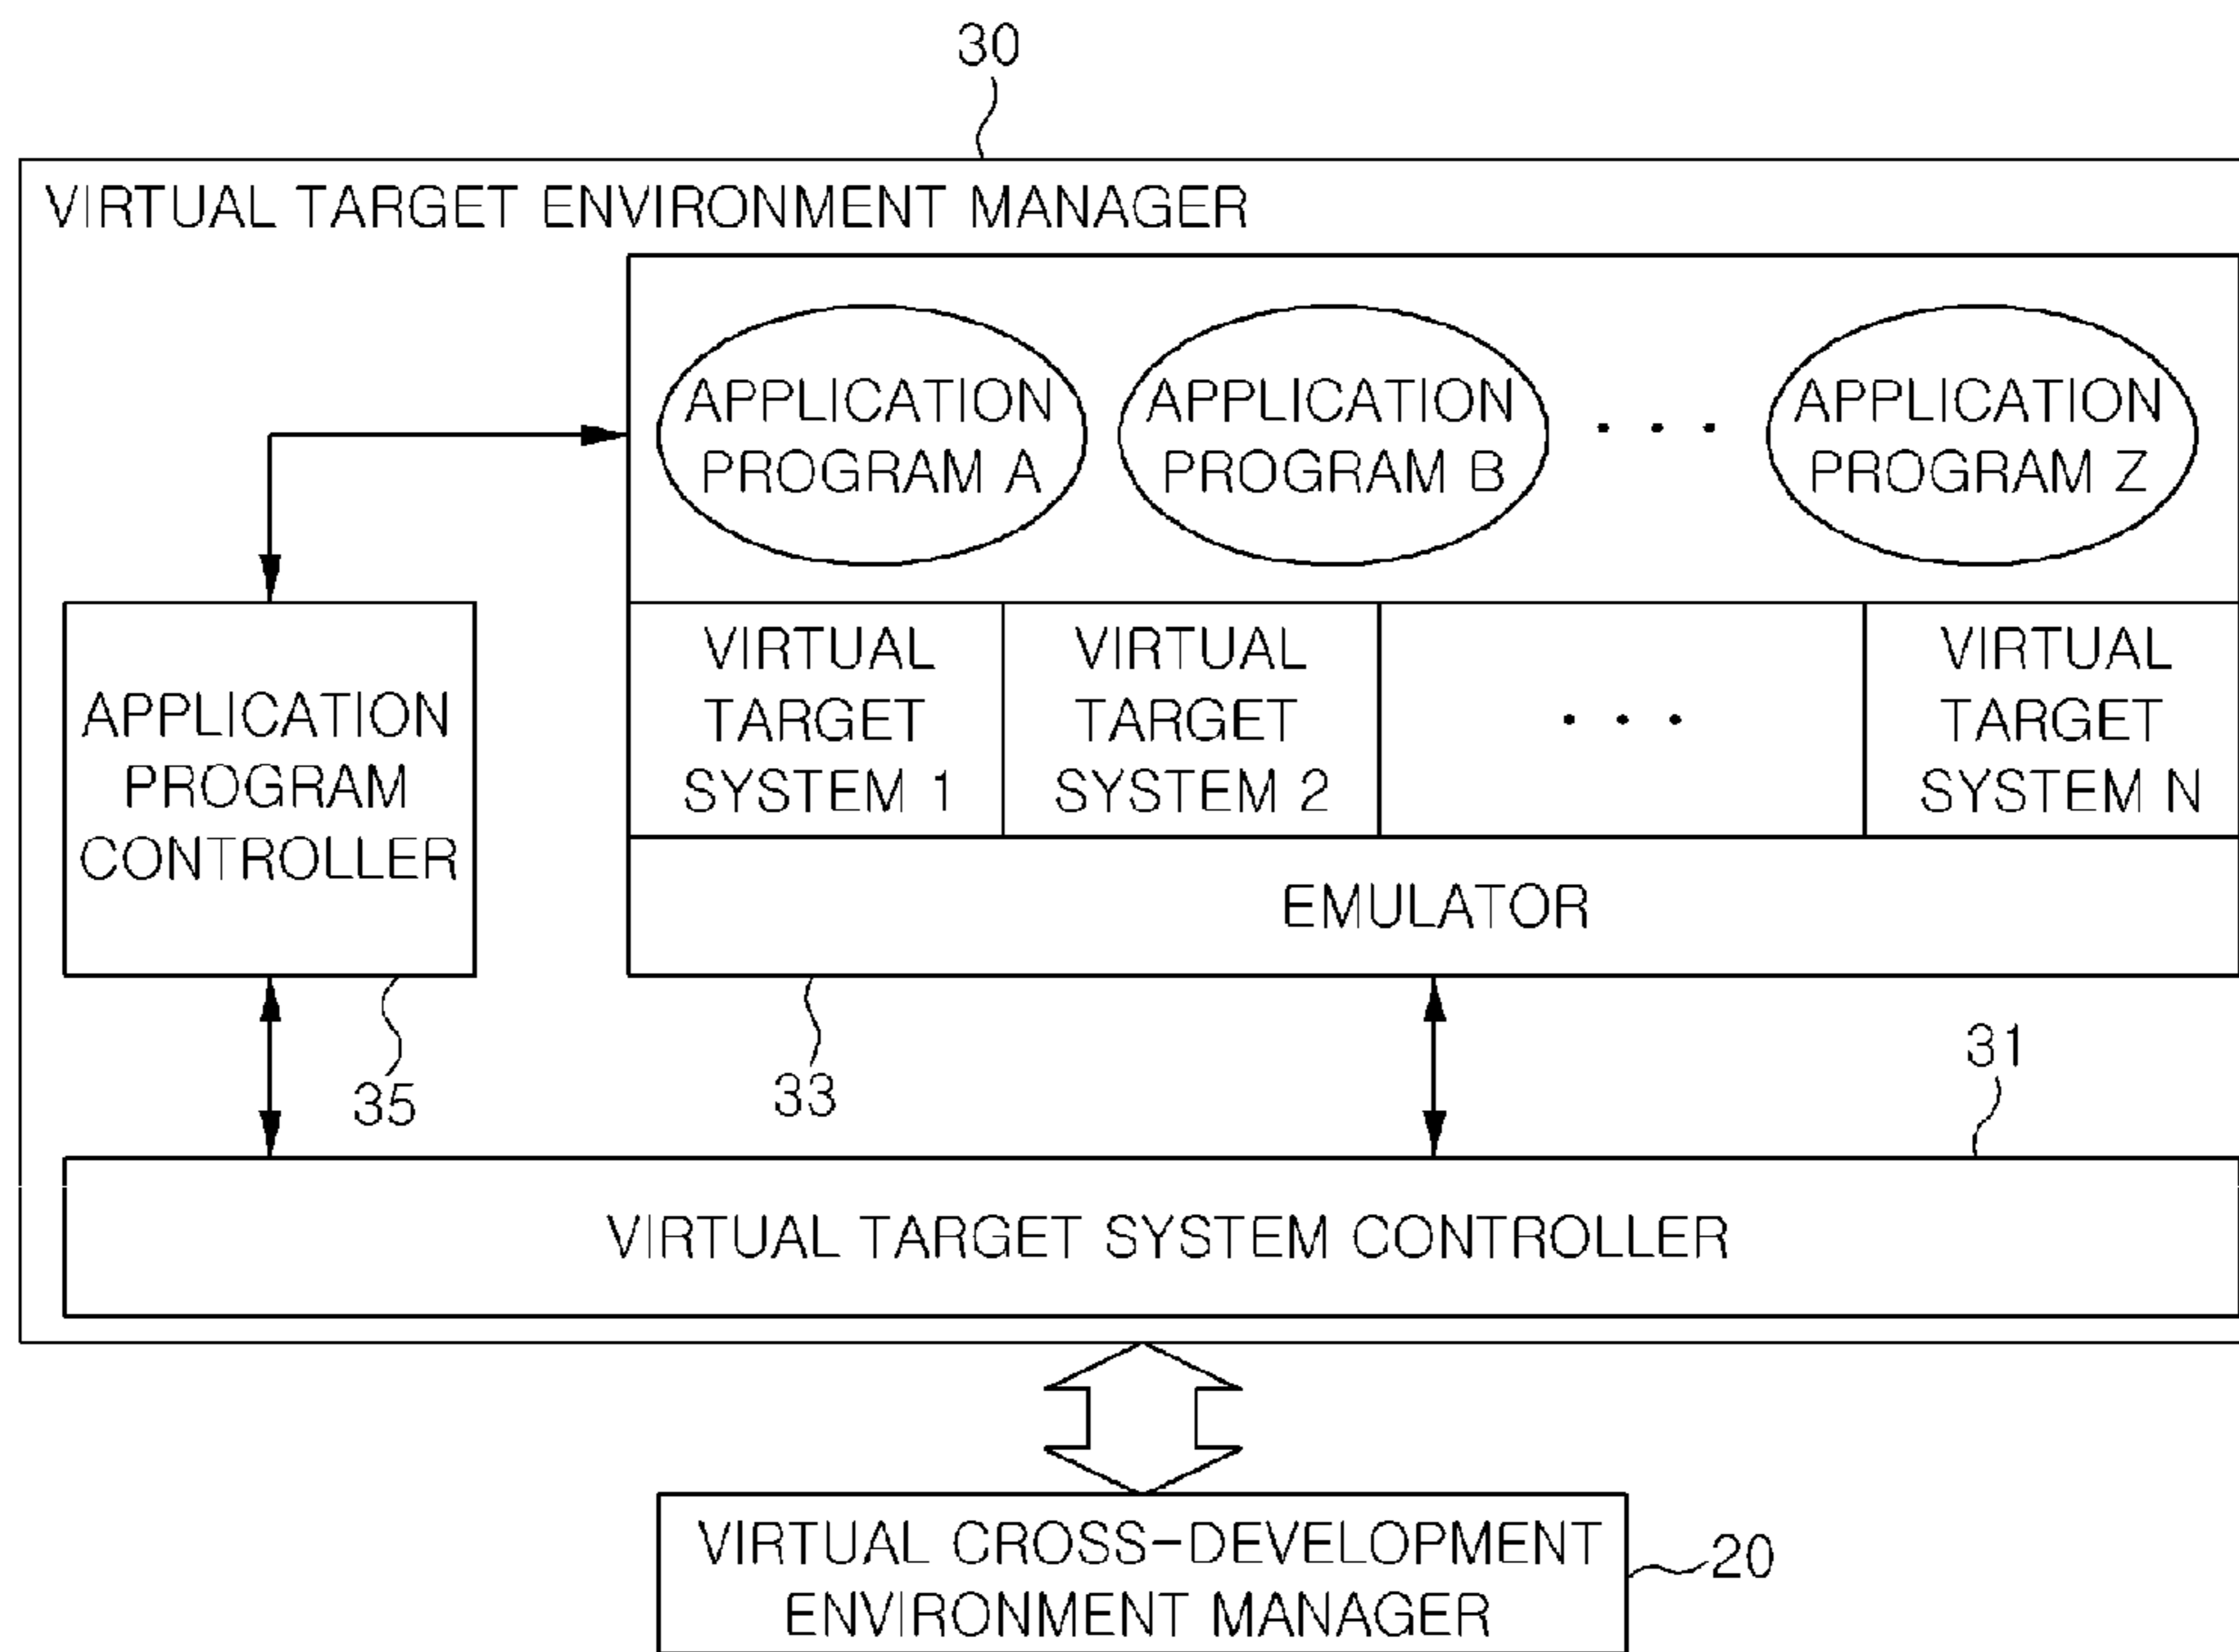 30
VIRTUAL TARGET ENVIRONMENT MANAGER
APPLICATION
PROGRAM A
APPLICATION
PROGRAM B
. . .
APPLICATION
PROGRAM Z
APPLICATION
PROGRAM
CONTROLLER
VIRTUAL
TARGET
SYSTEM 1
VIRTUAL
TARGET
SYSTEM 2
. . .
VIRTUAL
TARGET
SYSTEM N
EMULATOR
35
33
31
VIRTUAL TARGET SYSTEM CONTROLLER
VIRTUAL CROSS-DEVELOPMENT
ENVIRONMENT MANAGER
20